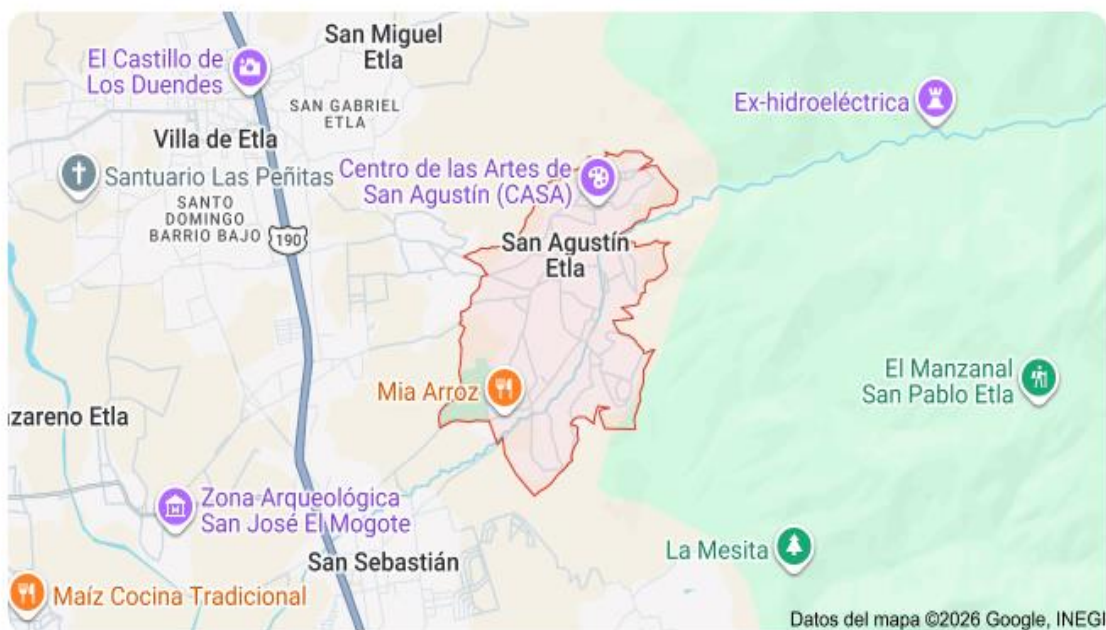 San Miguel
Etla
El Castillo de
Los Duendes
SAN GABRIEL
ETLA
Ex-hidroeléctrica
Villa de Etla
Santuario Las Peñitas
Centro de las Artes de
San Agustín (CASA)
SANTO
DOMINGO
BARRIO BAJO
190
San Agustín
Etla
El Manzanal
San Pablo Etla
Mia Arroz
zareno Etla
Zona Arqueológica
San José El Mogote
La Mesita
San Sebastián
Maíz Cocina Tradicional
Datos del mapa ©2026 Google, INEGI